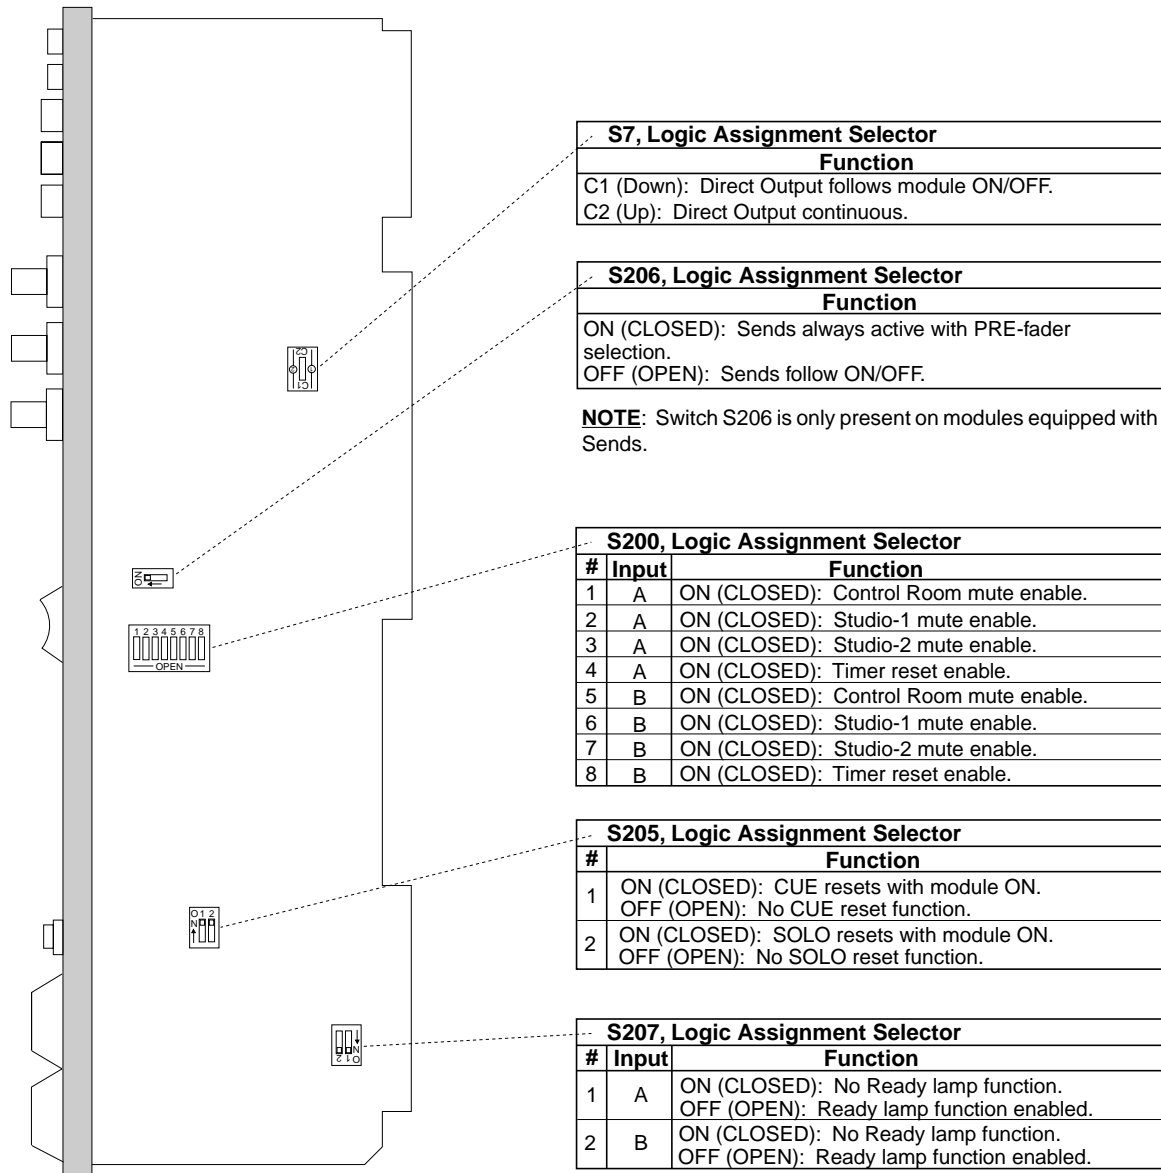 S7, Logic Assignment Selector
Function
C1 (Down): Direct Output follows module ON/OFF.
C2 (Up): Direct Output continuous.
S206, Logic Assignment Selector
Function
ON (CLOSED): Sends always active with PRE-fader
selection.
OFF (OPEN): Sends follow ON/OFF.
NOTE: Switch S206 is only present on modules equipped with
Sends.
C2
C1
ON
1 2 3 4 5 6 7 8
OPEN
S200, Logic Assignment Selector
# Input Function
1 A ON (CLOSED): Control Room mute enable.
2 A ON (CLOSED): Studio-1 mute enable.
3 A ON (CLOSED): Studio-2 mute enable.
4 A ON (CLOSED): Timer reset enable.
5 B ON (CLOSED): Control Room mute enable.
6 B ON (CLOSED): Studio-1 mute enable.
7 B ON (CLOSED): Studio-2 mute enable.
8 B ON (CLOSED): Timer reset enable.
S205, Logic Assignment Selector
# Function
1 ON (CLOSED): CUE resets with module ON.
OFF (OPEN): No CUE reset function.
2 ON (CLOSED): SOLO resets with module ON.
OFF (OPEN): No SOLO reset function.
O 1 2
N
S207, Logic Assignment Selector
# Input Function
1 A ON (CLOSED): No Ready lamp function.
OFF (OPEN): Ready lamp function enabled.
2 B ON (CLOSED): No Ready lamp function.
OFF (OPEN): Ready lamp function enabled.
N
O 1 2